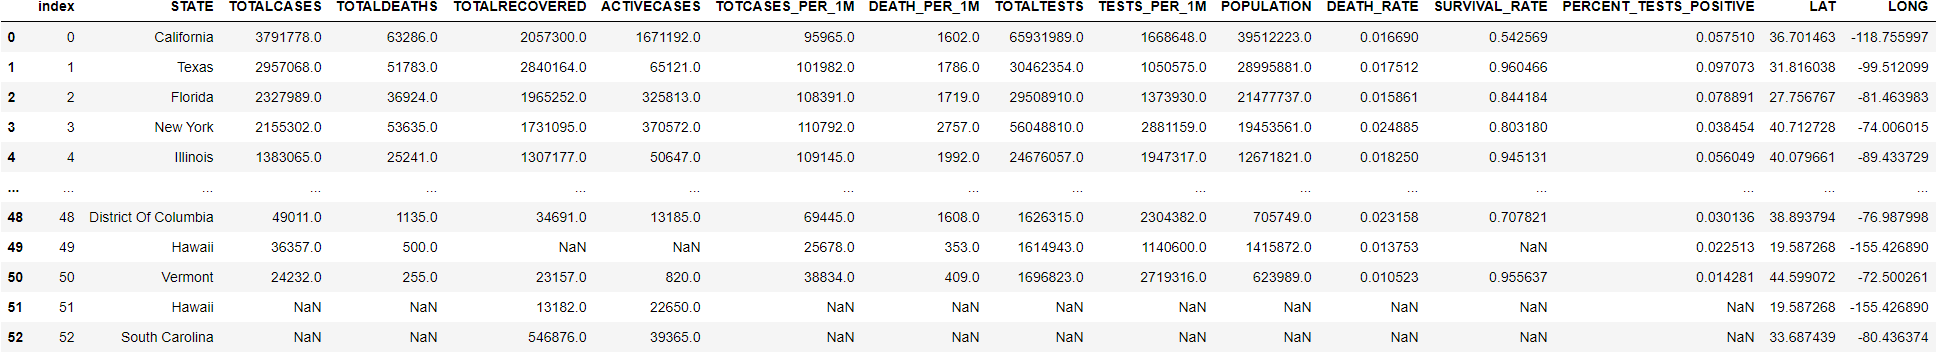 index STATE TOTALCASES TOTALDEATHS TOTALRECOVERED ACTIVECASES TOTCASES_PER_1M DEATH_PER_1M TOTALTESTS TESTS_PER_1M POPULATION DEATH_RATE SURVIVAL_RATE PERCENT_TESTS_POSITIVE LAT LONG
0 0 California 3791778.0 63286.0 2057300.0 1671192.0 95965.0 1602.0 65931989.0 1668648.0 39512223.0 0.016690 0.542569 0.057510 36.701463 -118.755997
1 1 Texas 2957068.0 51783.0 2840164.0 65121.0 101982.0 1786.0 30462354.0 1050575.0 28995881.0 0.017512 0.960466 0.097073 31.816038 -99.512099
2 2 Florida 2327989.0 36924.0 1965252.0 325813.0 108391.0 1719.0 29508910.0 1373930.0 21477737.0 0.015861 0.844184 0.078891 27.756767 -81.463983
3 3 New York 2155302.0 53635.0 1731095.0 370572.0 110792.0 2757.0 56048810.0 2881159.0 19453561.0 0.024885 0.803180 0.038454 40.712728 -74.006015
4 4 Illinois 1383065.0 25241.0 1307177.0 50647.0 109145.0 1992.0 24676057.0 1947317.0 12671821.0 0.018250 0.945131 0.056049 40.079661 -89.433729
... ... ... ... ... ... ... ... ... ... ... ... ... ... ... ... ...
48 48 District Of Columbia 49011.0 1135.0 34691.0 13185.0 69445.0 1608.0 1626315.0 2304382.0 705749.0 0.023158 0.707821 0.030136 38.893794 -76.987998
49 49 Hawaii 36357.0 500.0 NaN NaN 25678.0 353.0 1614943.0 1140600.0 1415872.0 0.013753 NaN 0.022513 19.587268 -155.426890
50 50 Vermont 24232.0 255.0 23157.0 820.0 38834.0 409.0 1696823.0 2719316.0 623989.0 0.010523 0.955637 0.014281 44.599072 -72.500261
51 51 Hawaii NaN NaN 13182.0 22650.0 NaN NaN NaN NaN NaN NaN NaN NaN 19.587268 -155.426890
52 52 South Carolina NaN NaN 546876.0 39365.0 NaN NaN NaN NaN NaN NaN NaN NaN 33.687439 -80.436374